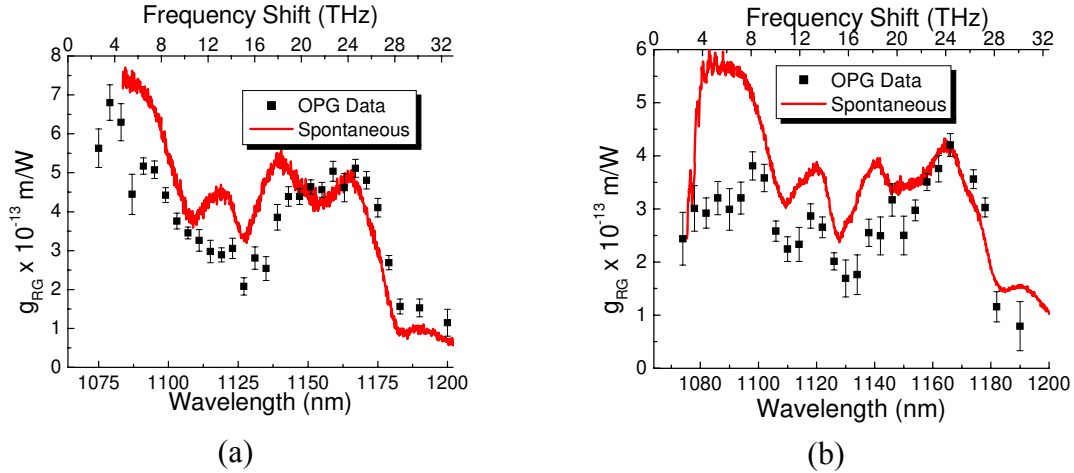 Frequency Shift (THz)
0 4 8 12 16 20 24 28 32
8
7
6
5
4
3
2
1
0
g_RG x 10^-13 m/W
OPG Data
Spontaneous
1075 1100 1125 1150 1175 1200
Wavelength (nm)
(a)
Frequency Shift (THz)
0 4 8 12 16 20 24 28 32
6
5
4
3
2
1
0
g_RG x 10^-13 m/W
OPG Data
Spontaneous
1080 1100 1120 1140 1160 1180 1200
Wavelength (nm)
(b)